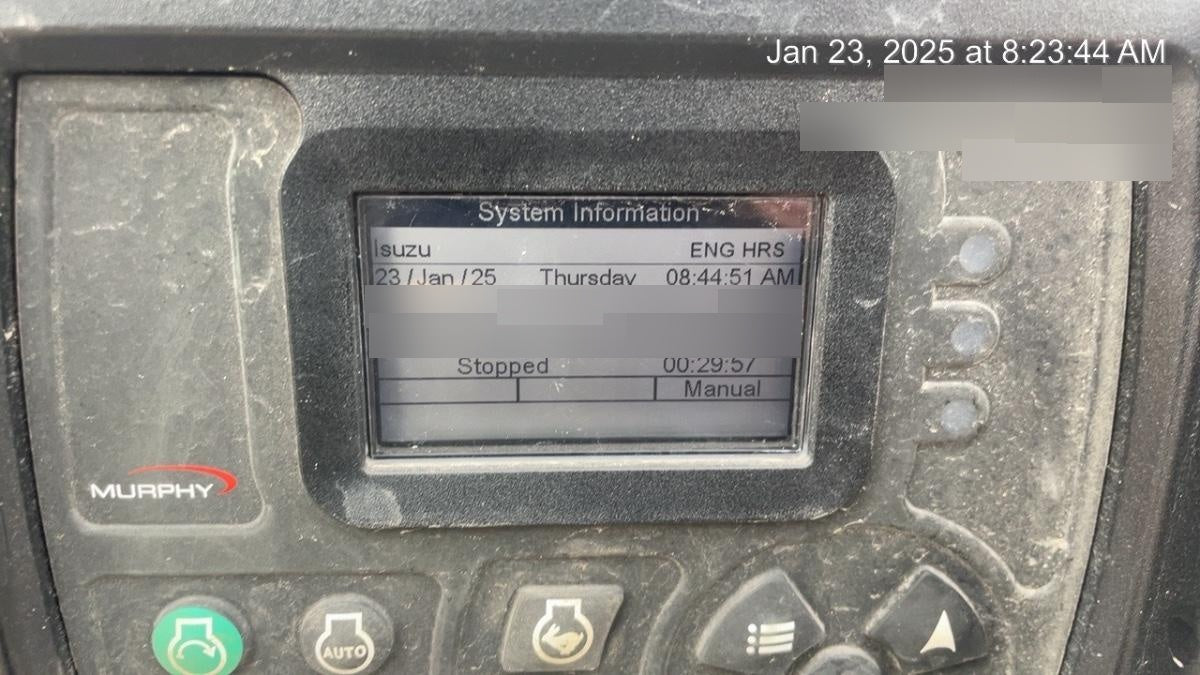 Jan 23, 2025 at 8:23:44 AM
System Information
Isuzu ENG HRS
23 / Jan / 25 Thursday 08:44:51 AM
Stopped 00:29:57
Manual
MURPHY
AUTO